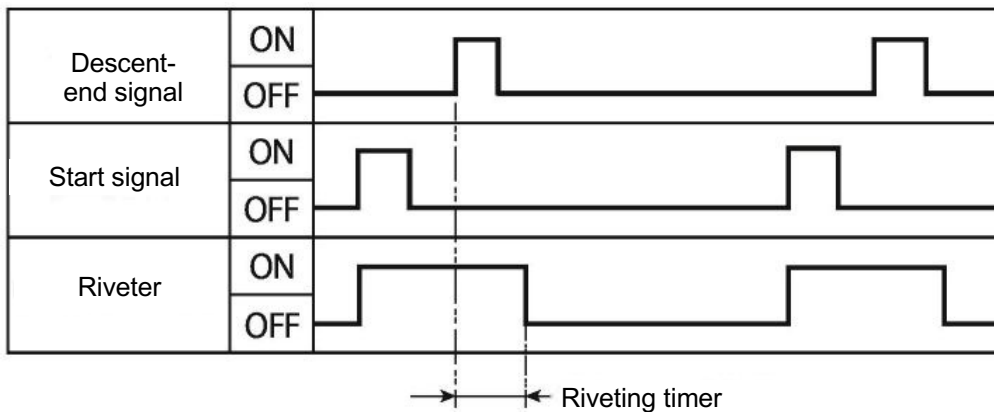 Descent-
end signal
ON
OFF
Start signal
ON
OFF
Riveter
ON
OFF
Riveting timer